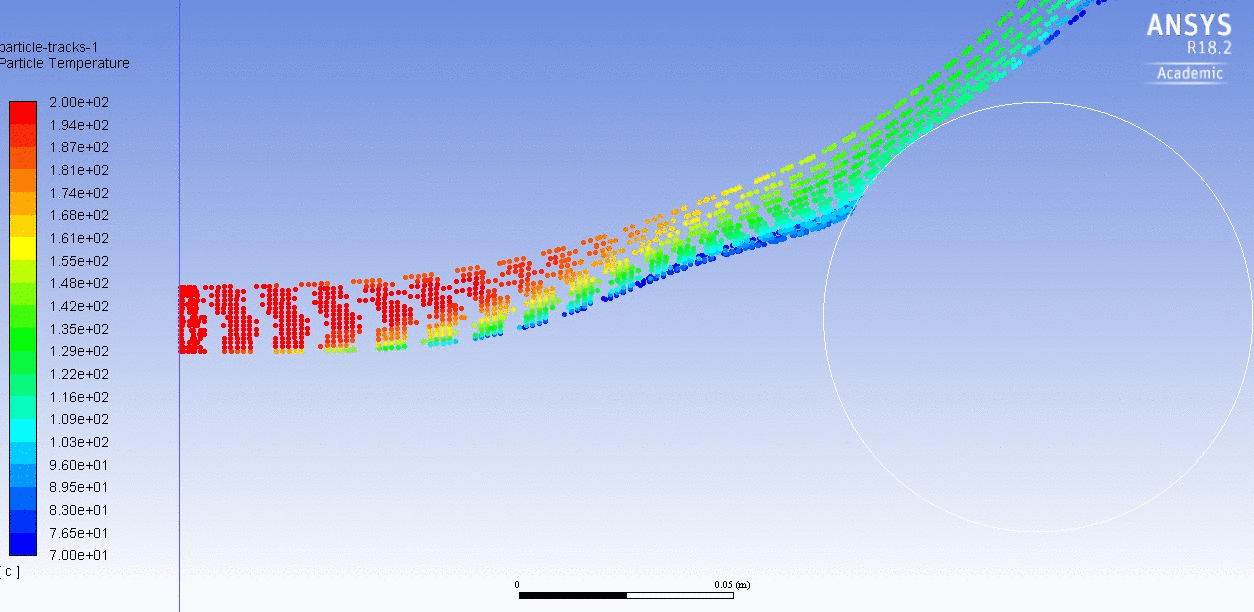 particle-tracks-1
Particle Temperature
2.00e+02
1.94e+02
1.87e+02
1.81e+02
1.74e+02
1.68e+02
1.61e+02
1.55e+02
1.48e+02
1.42e+02
1.35e+02
1.29e+02
1.22e+02
1.16e+02
1.09e+02
1.03e+02
9.60e+01
8.95e+01
8.30e+01
7.65e+01
7.00e+01
[ c ]
ANSYS
R18.2
Academic
0 0.05 (m)